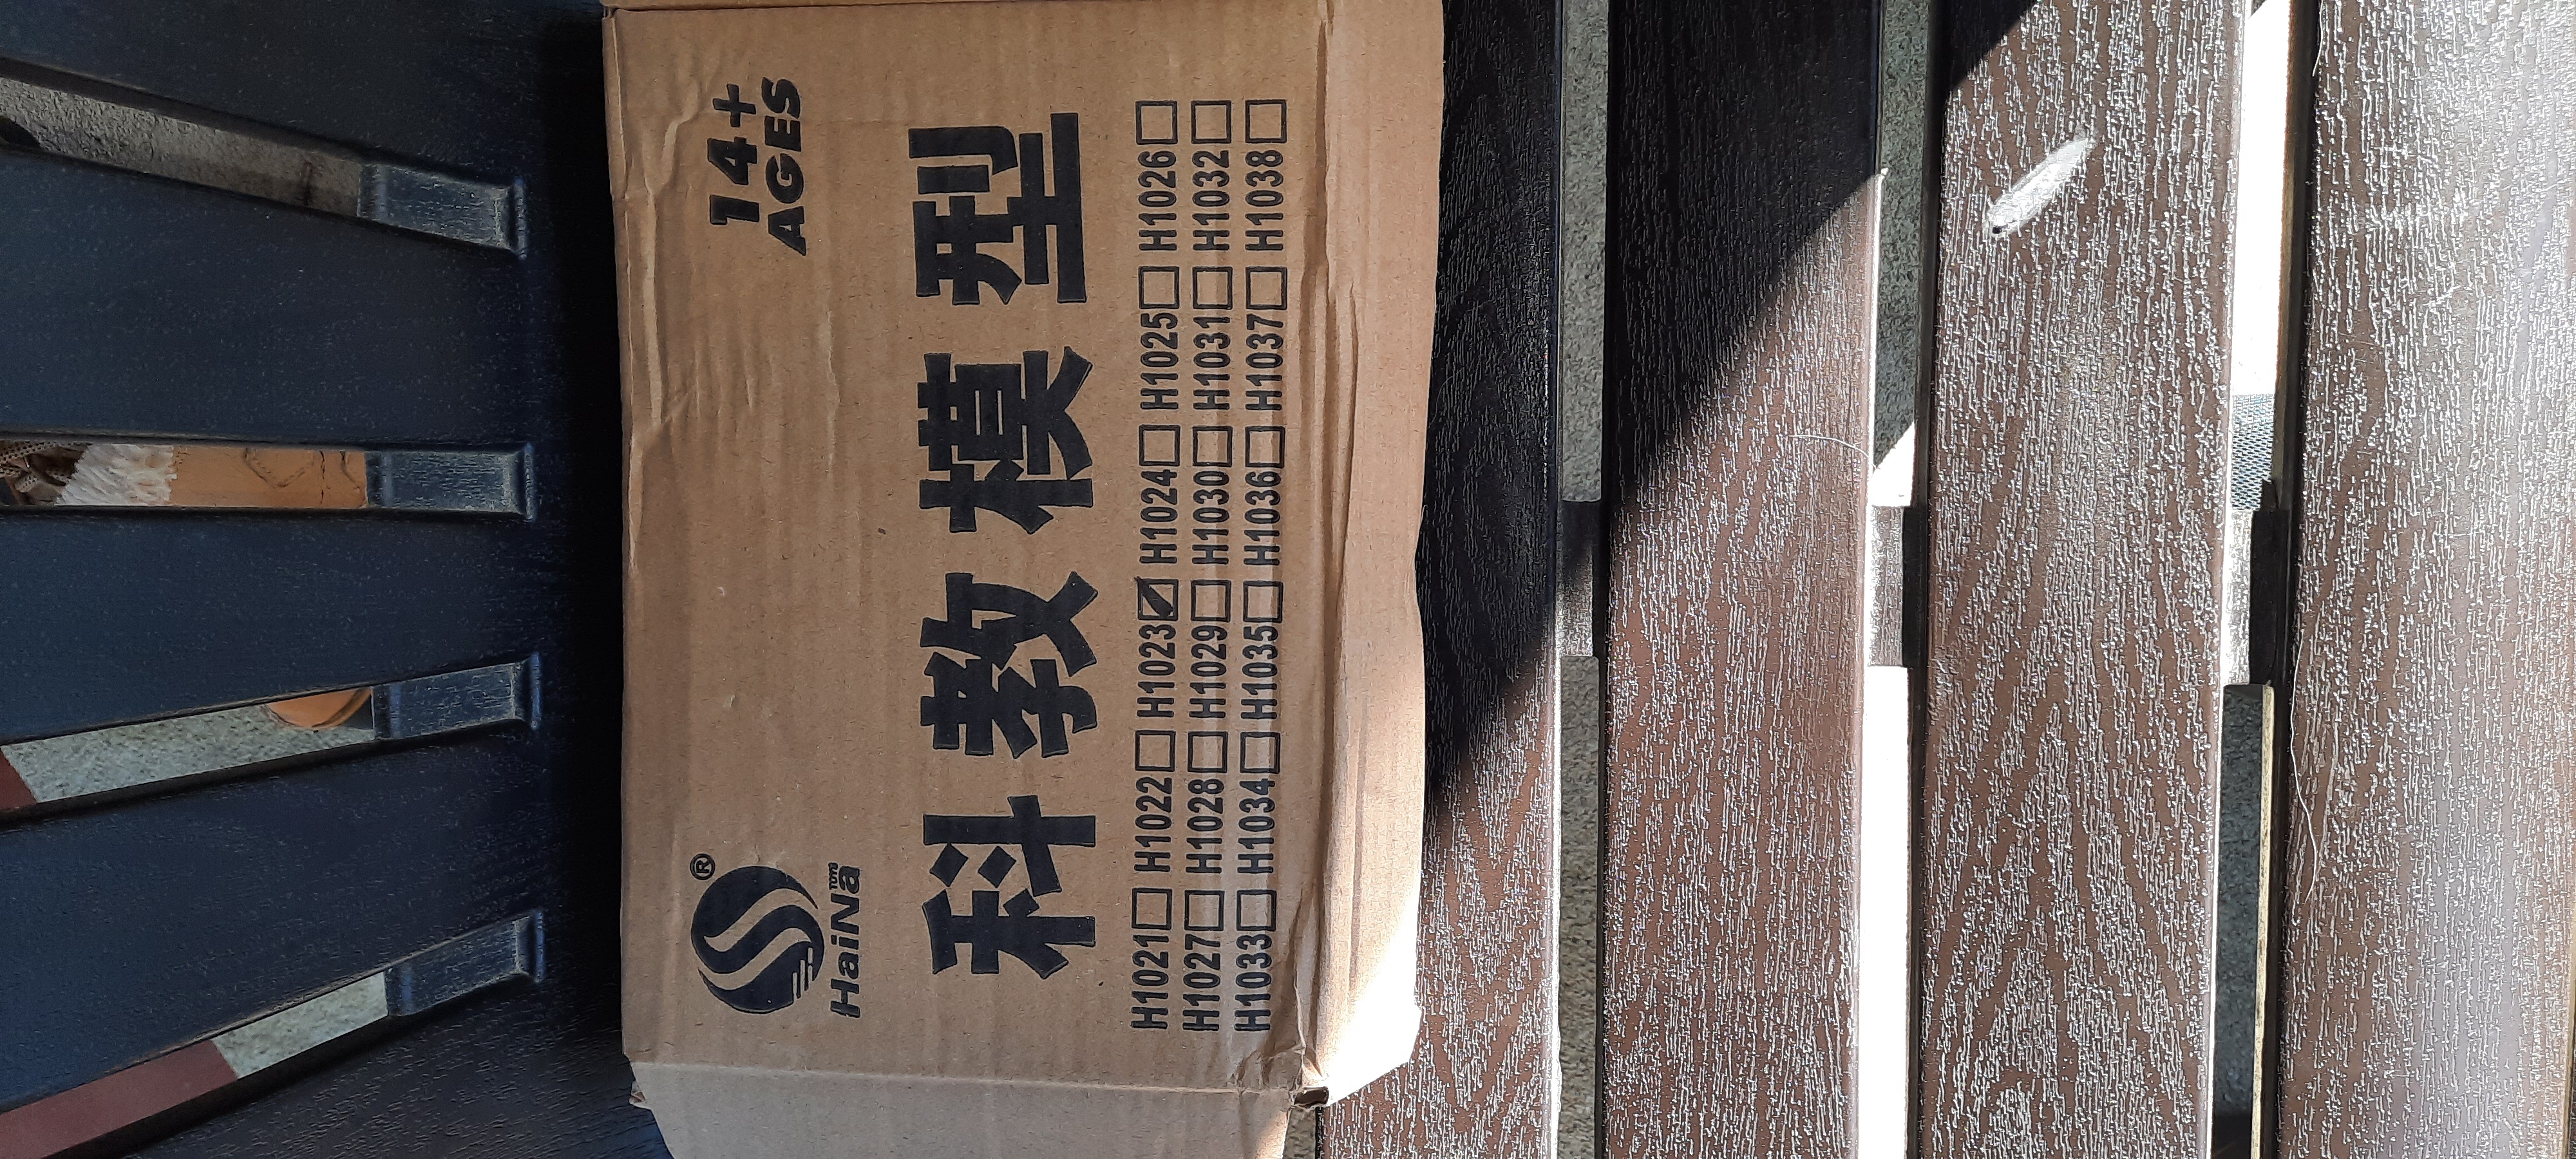 ®
HaiNa TOYS
14+
AGES
科教模型
H1021□ H1022□ H1023☑ H1024□ H1025□ H1026□
H1027□ H1028□ H1029□ H1030□ H1031□ H1032□
H1033□ H1034□ H1035□ H1036□ H1037□ H1038□